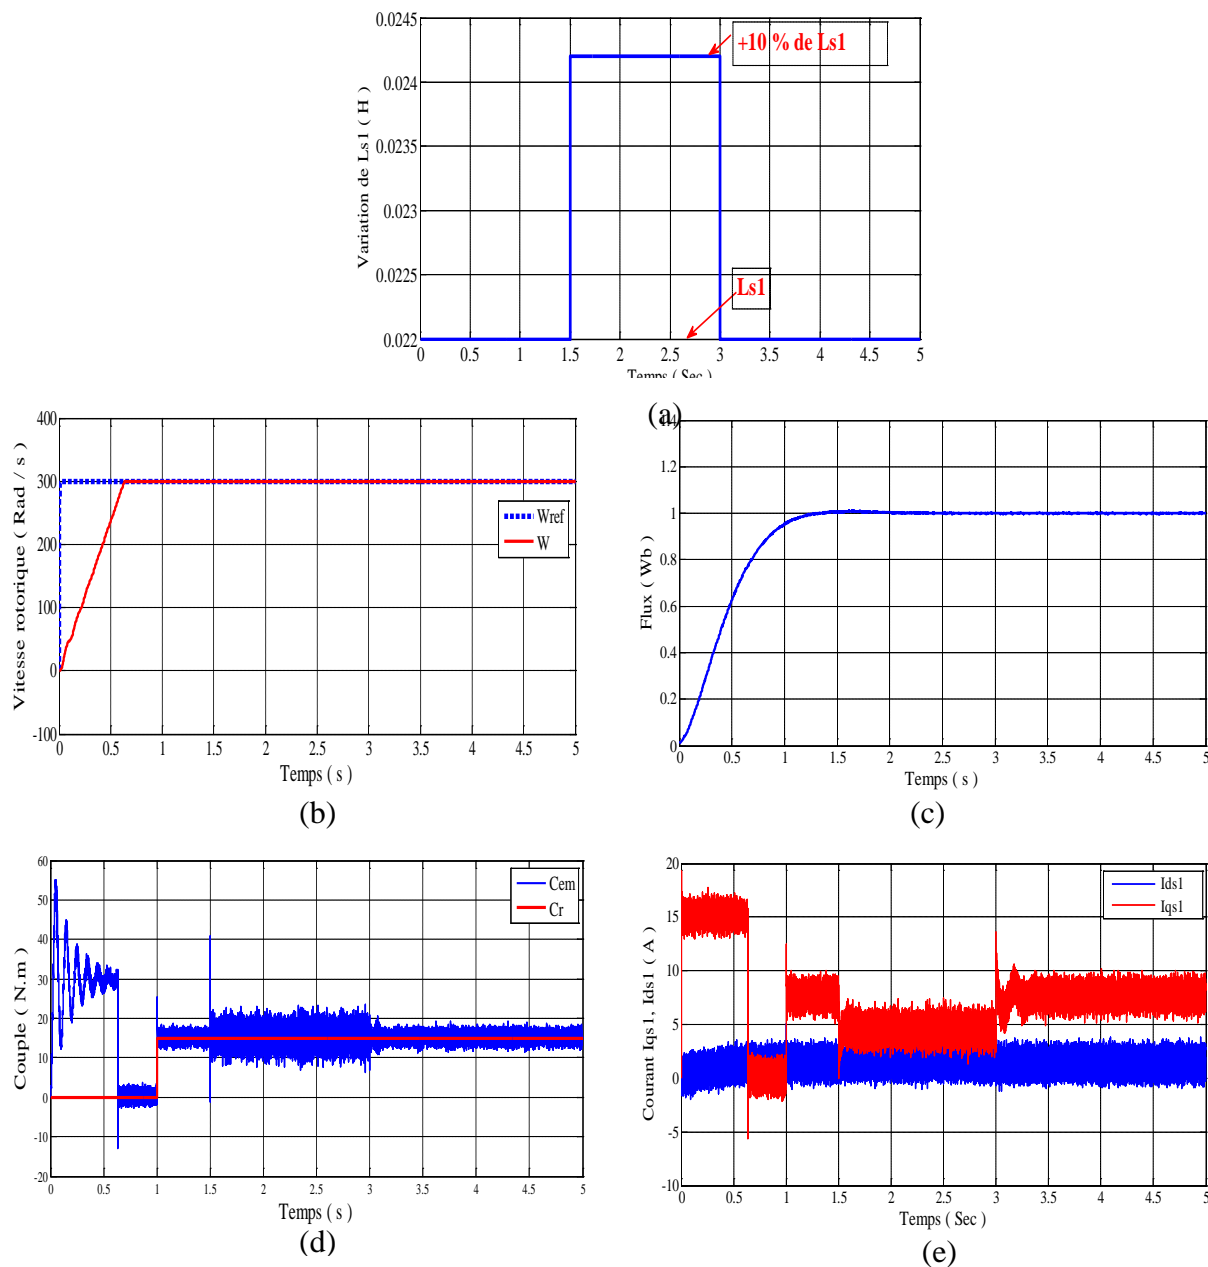 0.0245
0.024
0.0235
0.023
0.0225
0.022
Variation de Ls1 ( H )
+10 % de Ls1
Ls1
0 0.5 1 1.5 2 2.5 3 3.5 4 4.5 5
Temps ( Sec )
(a)
400
300
200
100
0
-100
Vitesse rotorique ( Rad / s )
Wref
W
0 0.5 1 1.5 2 2.5 3 3.5 4 4.5 5
Temps ( s )
(b)
1.4
1.2
1
0.8
0.6
0.4
0.2
0
Flux ( Wb )
0 0.5 1 1.5 2 2.5 3 3.5 4 4.5 5
Temps ( s )
(c)
60
50
40
30
20
10
0
-10
-20
Couple ( N.m )
Cem
Cr
0 0.5 1 1.5 2 2.5 3 3.5 4 4.5 5
Temps ( s )
(d)
20
15
10
5
0
-5
-10
Courant Iqs1, Ids1 ( A )
Ids1
Iqs1
0 0.5 1 1.5 2 2.5 3 3.5 4 4.5 5
Temps ( Sec )
(e)